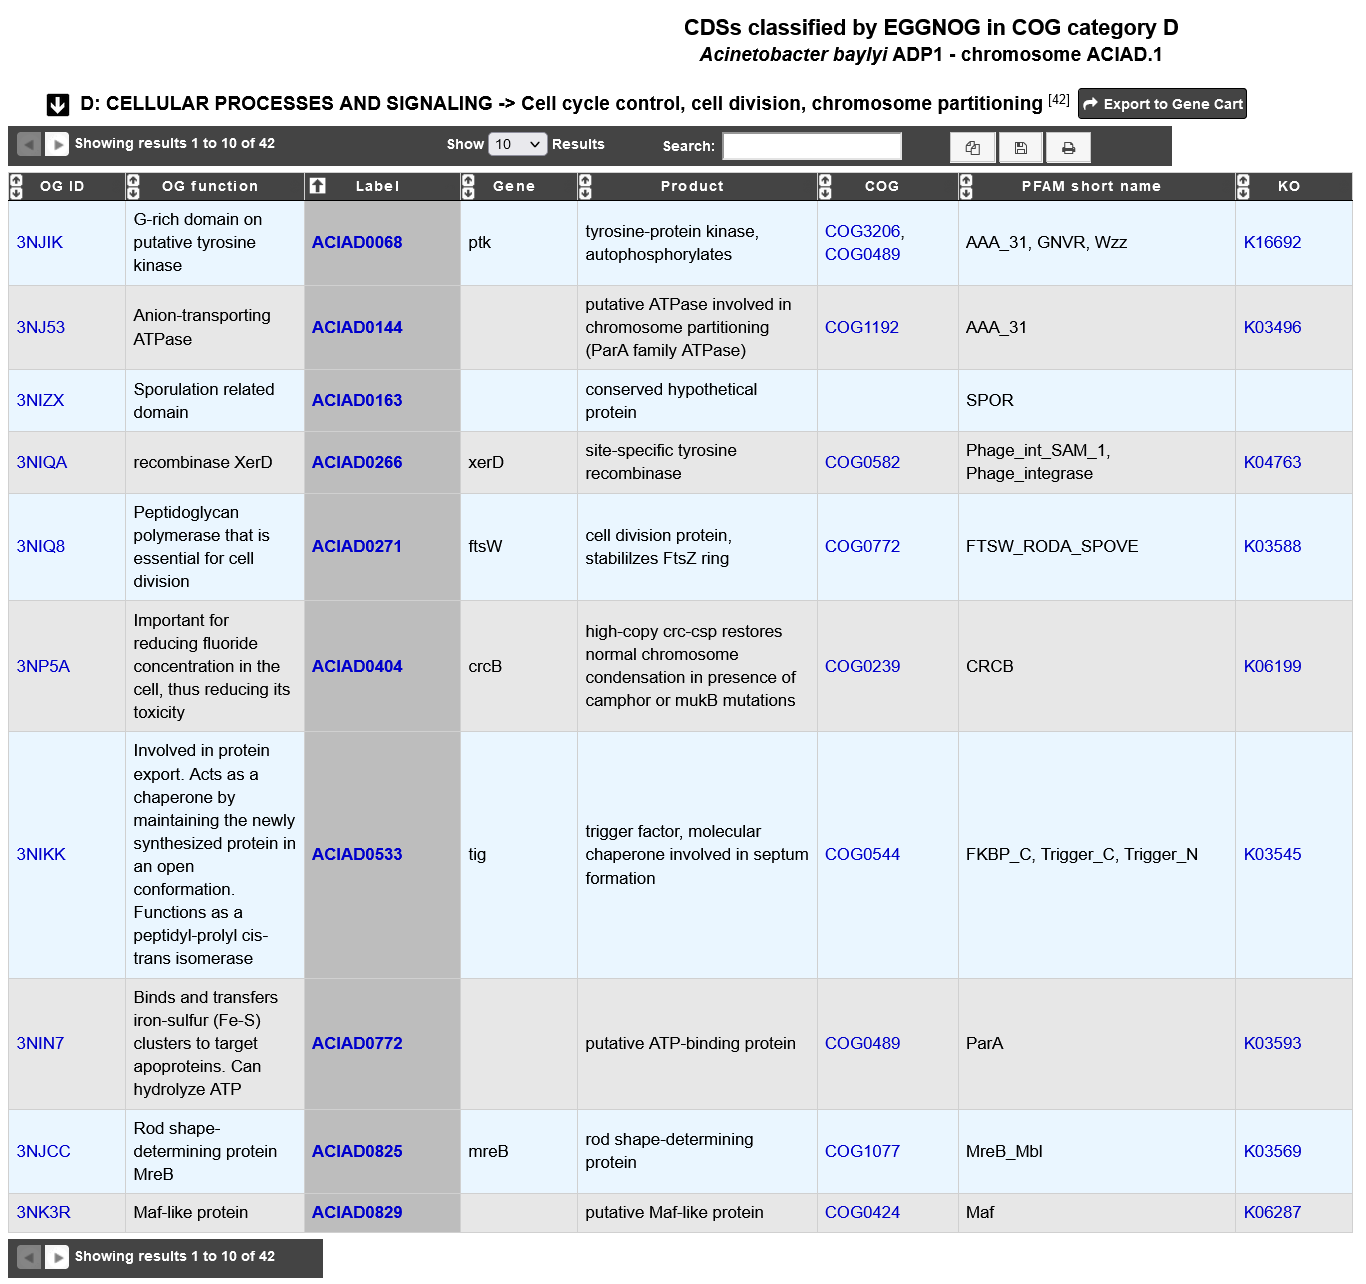 CDSs classified by EGGNOG in COG category D
Acinetobacter baylyi ADP1 - chromosome ACIAD.1
D: CELLULAR PROCESSES AND SIGNALING -> Cell cycle control, cell division, chromosome partitioning [42] Export to Gene Cart
Showing results 1 to 10 of 42 Show 10 Results Search:
OG ID OG function Label Gene Product COG PFAM short name KO
3NJIK
G-rich domain on
putative tyrosine
kinase
ACIAD0068
ptk
tyrosine-protein kinase,
autophosphorylates
COG3206,
COG0489
AAA_31, GNVR, Wzz
K16692
3NJ53
Anion-transporting
ATPase
ACIAD0144
putative ATPase involved in
chromosome partitioning
(ParA family ATPase)
COG1192
AAA_31
K03496
3NIZX
Sporulation related
domain
ACIAD0163
conserved hypothetical
protein
SPOR
3NIQA
recombinase XerD
ACIAD0266
xerD
site-specific tyrosine
recombinase
COG0582
Phage_int_SAM_1,
Phage_integrase
K04763
3NIQ8
Peptidoglycan
polymerase that is
essential for cell
division
ACIAD0271
ftsW
cell division protein,
stabililzes FtsZ ring
COG0772
FTSW_RODA_SPOVE
K03588
3NP5A
Important for
reducing fluoride
concentration in the
cell, thus reducing its
toxicity
ACIAD0404
crcB
high-copy crc-csp restores
normal chromosome
condensation in presence of
camphor or mukB mutations
COG0239
CRCB
K06199
3NIKK
Involved in protein
export. Acts as a
chaperone by
maintaining the newly
synthesized protein in
an open
conformation.
Functions as a
peptidyl-prolyl cis-
trans isomerase
ACIAD0533
tig
trigger factor, molecular
chaperone involved in septum
formation
COG0544
FKBP_C, Trigger_C, Trigger_N
K03545
3NIN7
Binds and transfers
iron-sulfur (Fe-S)
clusters to target
apoproteins. Can
hydrolyze ATP
ACIAD0772
putative ATP-binding protein
COG0489
ParA
K03593
3NJCC
Rod shape-
determining protein
MreB
ACIAD0825
mreB
rod shape-determining
protein
COG1077
MreB_Mbl
K03569
3NK3R
Maf-like protein
ACIAD0829
putative Maf-like protein
COG0424
Maf
K06287
Showing results 1 to 10 of 42